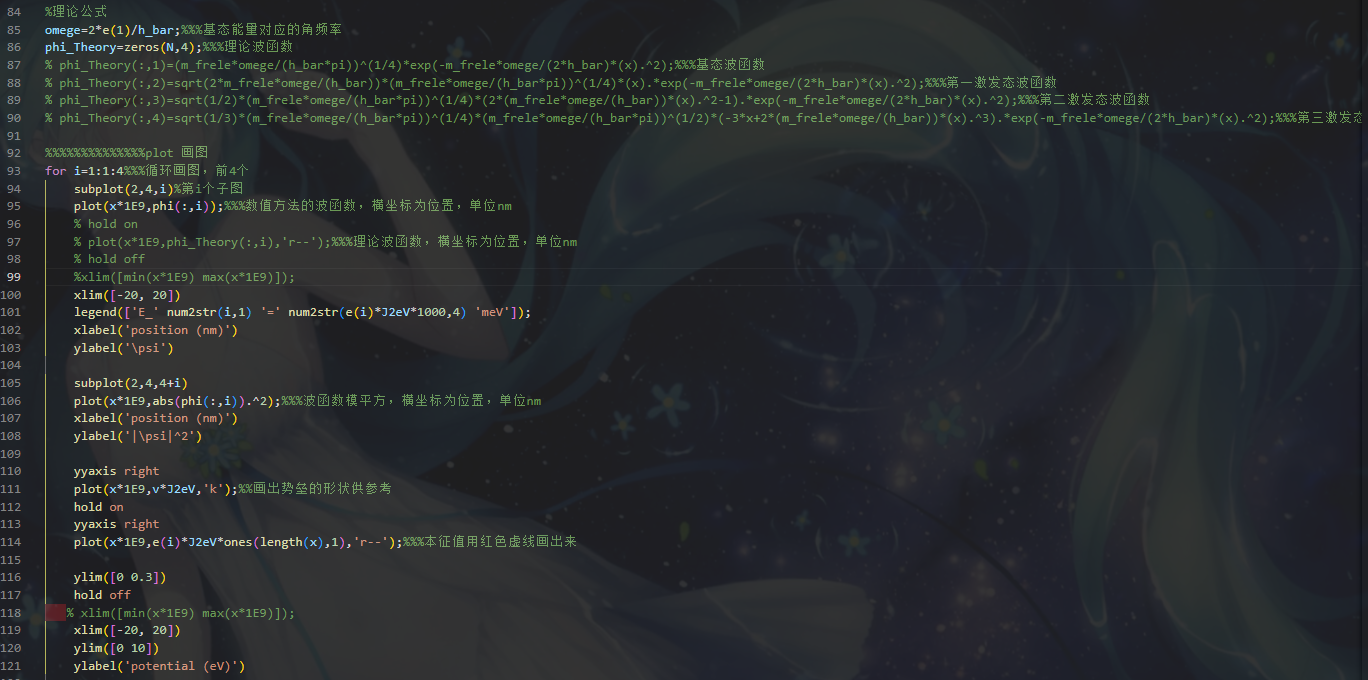 84 %理论公式
85 omege=2*e(1)/h_bar;%%%基态能量对应的角频率
86 phi_Theory=zeros(N,4);%%%理论波函数
87 % phi_Theory(:,1)=(m_frele*omege/(h_bar*pi))^(1/4)*exp(-m_frele*omege/(2*h_bar)*(x).^2);%%%基态波函数
88 % phi_Theory(:,2)=sqrt(2*m_frele*omege/(h_bar))*(m_frele*omege/(h_bar*pi))^(1/4)*(x).*exp(-m_frele*omege/(2*h_bar)*(x).^2);%%%第一激发态波函数
89 % phi_Theory(:,3)=sqrt(1/2)*(m_frele*omege/(h_bar*pi))^(1/4)*(2*(m_frele*omege/(h_bar))*(x).^2-1).*exp(-m_frele*omege/(2*h_bar)*(x).^2);%%%第二激发态波函数
90 % phi_Theory(:,4)=sqrt(1/3)*(m_frele*omege/(h_bar*pi))^(1/4)*(m_frele*omege/(h_bar*pi))^(1/2)*(-3*x+2*(m_frele*omege/(h_bar))*(x).^3).*exp(-m_frele*omege/(2*h_bar)*(x).^2);%%%第三激发态
91
92 %%%%%%%%%%%%%%plot 画图
93 for i=1:1:4%%%循环画图，前4个
94 subplot(2,4,i)%第i个子图
95 plot(x*1E9,phi(:,i));%%%数值方法的波函数，横坐标为位置，单位nm
96 % hold on
97 % plot(x*1E9,phi_Theory(:,i),'r--');%%%理论波函数，横坐标为位置，单位nm
98 % hold off
99 %xlim([min(x*1E9) max(x*1E9)]);
100 xlim([-20, 20])
101 legend(['E_' num2str(i,1) '=' num2str(e(i)*J2eV*1000,4) 'meV']);
102 xlabel('position (nm)')
103 ylabel('\psi')
104
105 subplot(2,4,4+i)
106 plot(x*1E9,abs(phi(:,i)).^2);%%%波函数模平方，横坐标为位置，单位nm
107 xlabel('position (nm)')
108 ylabel('|\psi|^2')
109
110 yyaxis right
111 plot(x*1E9,v*J2eV,'k');%%画出势垒的形状供参考
112 hold on
113 yyaxis right
114 plot(x*1E9,e(i)*J2eV*ones(length(x),1),'r--');%%%本征值用红色虚线画出来
115
116 ylim([0 0.3])
117 hold off
118 % xlim([min(x*1E9) max(x*1E9)]);
119 xlim([-20, 20])
120 ylim([0 10])
121 ylabel('potential (eV)')